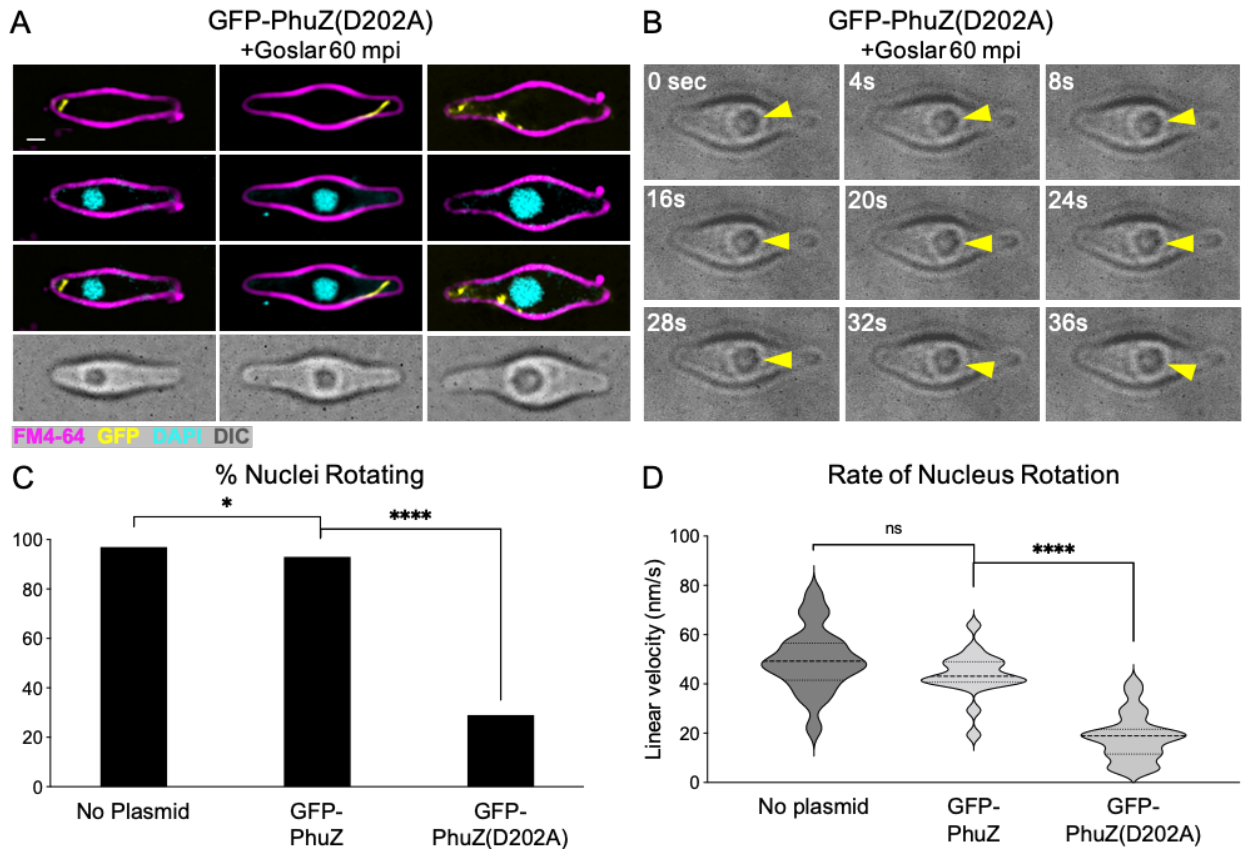 A
GFP-PhuZ(D202A)
+Goslar 60 mpi
FM4-64 GFP DAPI DIC
B
GFP-PhuZ(D202A)
+Goslar 60 mpi
0 sec 4s 8s
16s 20s 24s
28s 32s 36s
C
% Nuclei Rotating
*
****
100
80
60
40
20
0
No Plasmid
GFP-
PhuZ
GFP-
PhuZ(D202A)
D
Rate of Nucleus Rotation
ns
****
Linear velocity (nm/s)
100
80
60
40
20
0
No plasmid
GFP-
PhuZ
GFP-
PhuZ(D202A)